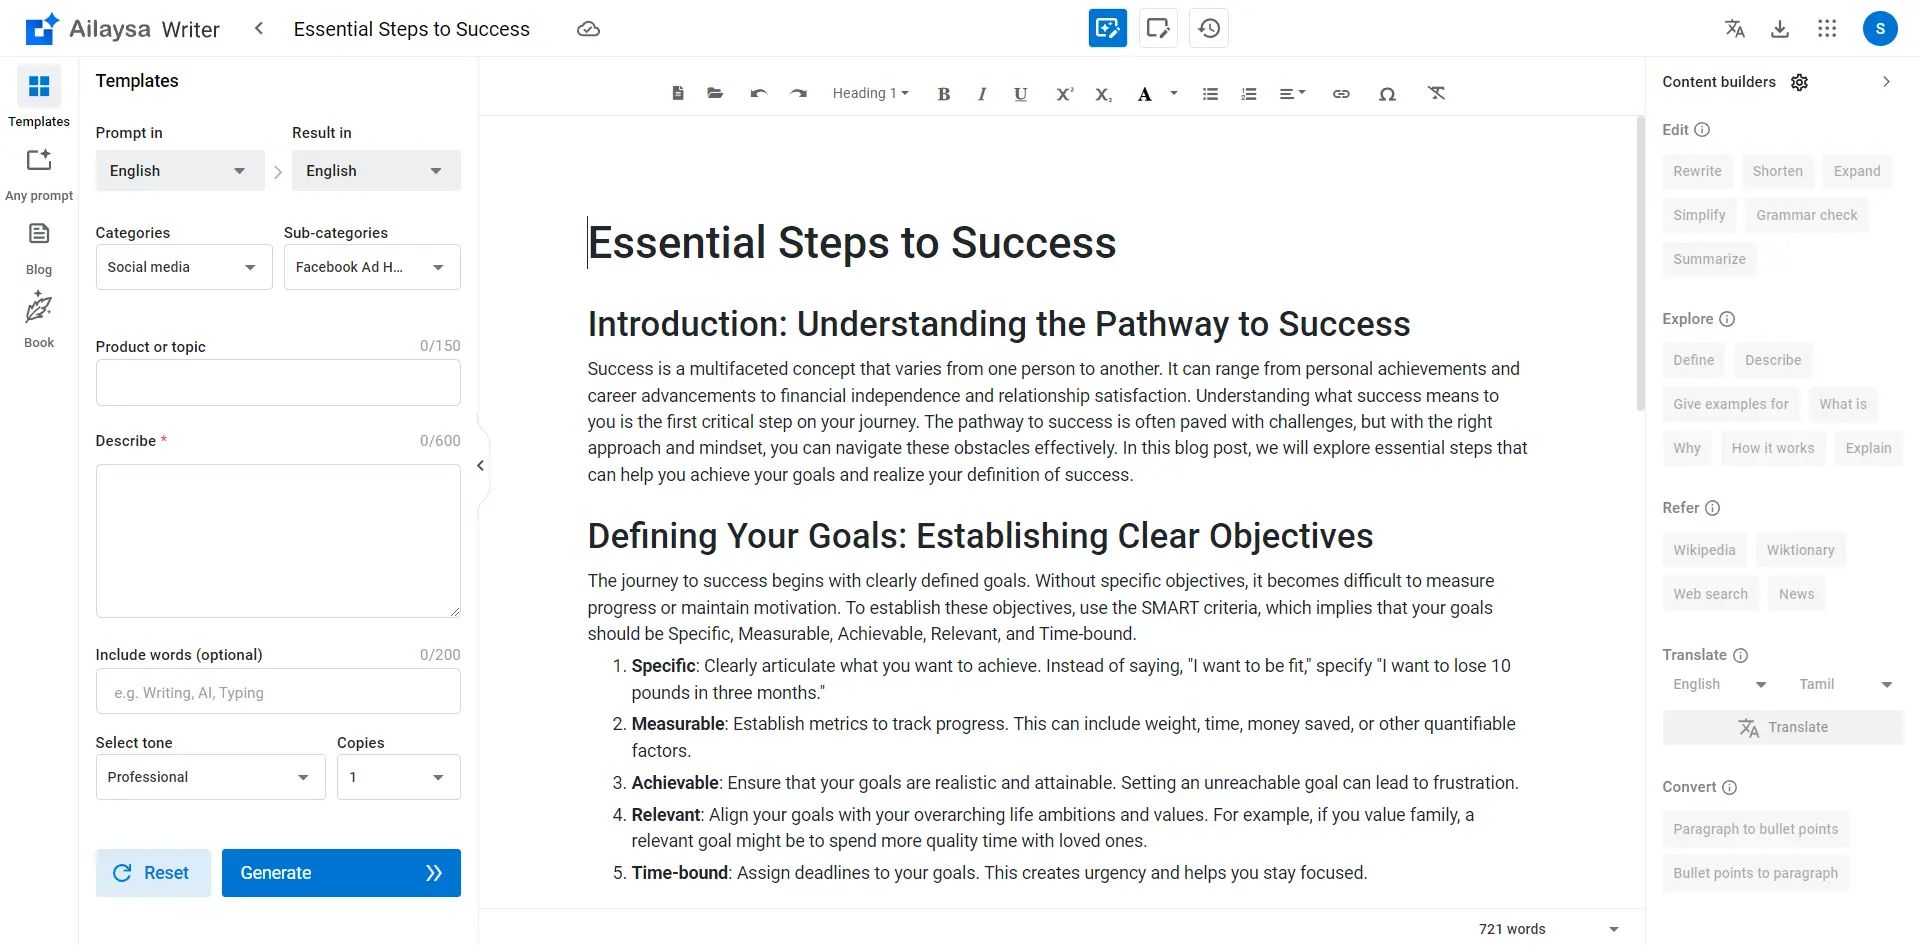 Ailaysa Writer
Essential Steps to Success
S
Templates
Any prompt
Blog
Book
Templates
Prompt in
Result in
English
English
Categories
Sub-categories
Social media
Facebook Ad H...
Product or topic
0/150
Describe *
0/600
Include words (optional)
0/200
e.g. Writing, AI, Typing
Select tone
Copies
Professional
1
Reset
Generate
Heading 1
B
I
U
X²
X,
A
Ω
Essential Steps to Success
Introduction: Understanding the Pathway to Success
Success is a multifaceted concept that varies from one person to another. It can range from personal achievements and
career advancements to financial independence and relationship satisfaction. Understanding what success means to
you is the first critical step on your journey. The pathway to success is often paved with challenges, but with the right
approach and mindset, you can navigate these obstacles effectively. In this blog post, we will explore essential steps that
can help you achieve your goals and realize your definition of success.
Defining Your Goals: Establishing Clear Objectives
The journey to success begins with clearly defined goals. Without specific objectives, it becomes difficult to measure
progress or maintain motivation. To establish these objectives, use the SMART criteria, which implies that your goals
should be Specific, Measurable, Achievable, Relevant, and Time-bound.
1. Specific: Clearly articulate what you want to achieve. Instead of saying, "I want to be fit," specify "I want to lose 10
pounds in three months."
2. Measurable: Establish metrics to track progress. This can include weight, time, money saved, or other quantifiable
factors.
3. Achievable: Ensure that your goals are realistic and attainable. Setting an unreachable goal can lead to frustration.
4. Relevant: Align your goals with your overarching life ambitions and values. For example, if you value family, a
relevant goal might be to spend more quality time with loved ones.
5. Time-bound: Assign deadlines to your goals. This creates urgency and helps you stay focused.
721 words
Content builders
Edit
Rewrite
Shorten
Expand
Simplify
Grammar check
Summarize
Explore
Define
Describe
Give examples for
What is
Why
How it works
Explain
Refer
Wikipedia
Wiktionary
Web search
News
Translate
English
Tamil
Translate
Convert
Paragraph to bullet points
Bullet points to paragraph